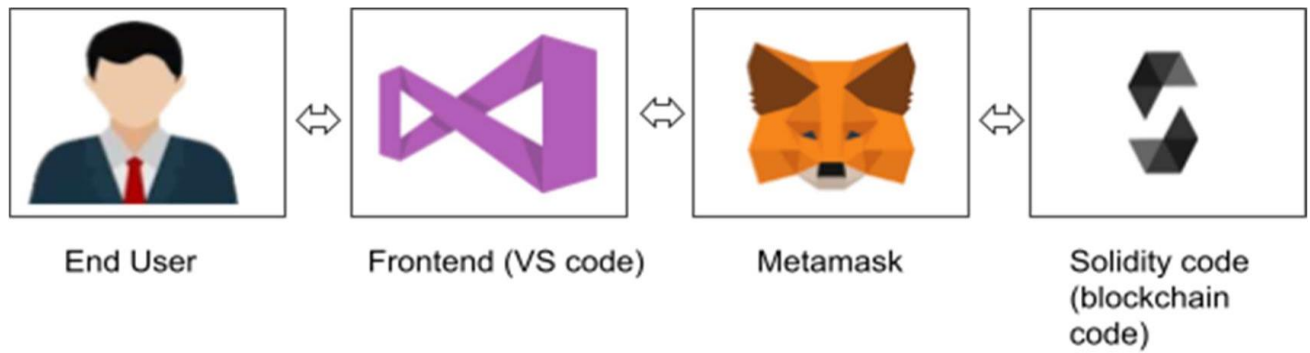 End User
Frontend (VS code)
Metamask
Solidity code
(blockchain
code)